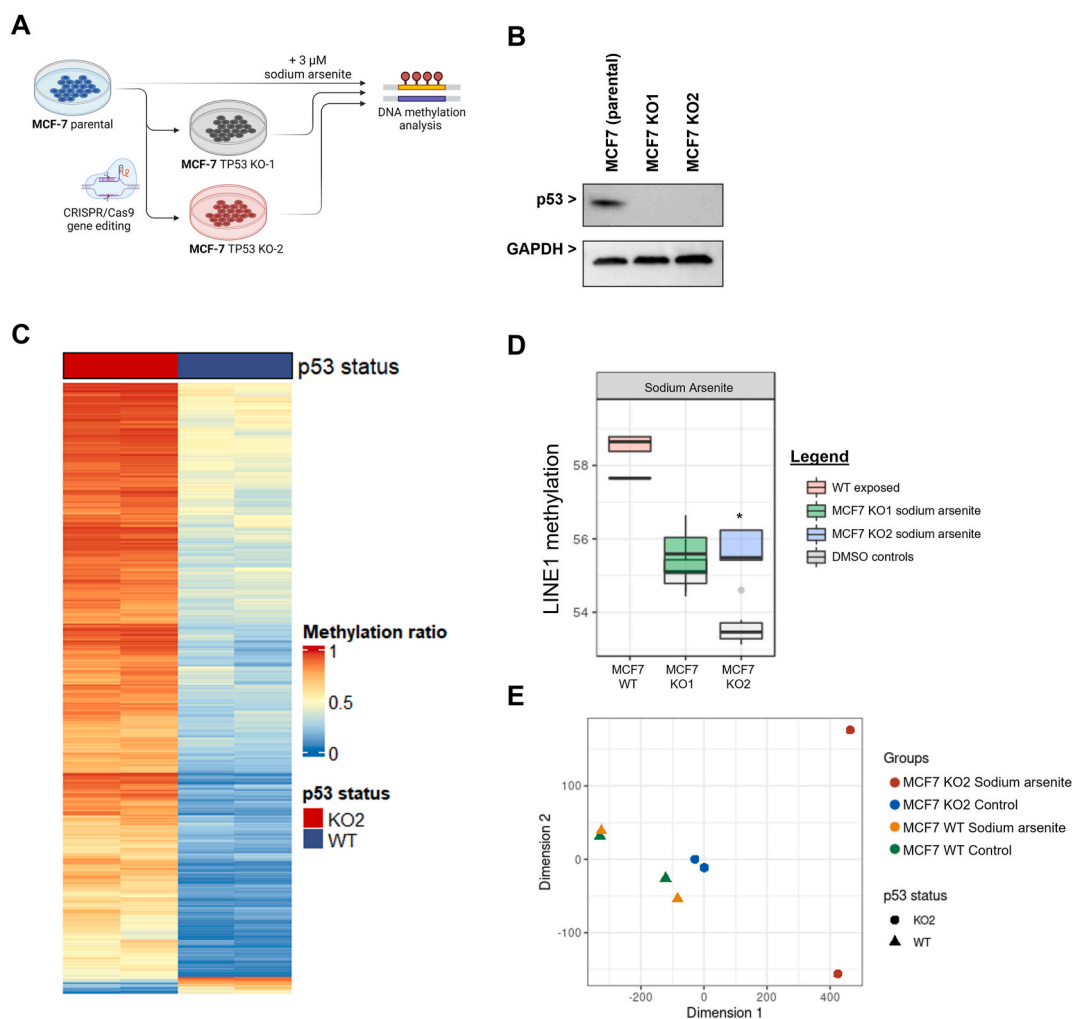 A
+ 3 µM
sodium arsenite
MCF-7 parental
MCF-7 TP53 KO-1
DNA methylation
analysis
CRISPR/Cas9
gene editing
MCF-7 TP53 KO-2
B
MCF7 (parental)
MCF7 KO1
MCF7 KO2
p53 >
GAPDH >
C
p53 status
Methylation ratio
1
0.5
0
p53 status
KO2
WT
D
Sodium Arsenite
LINE1 methylation
58
56
54
*
MCF7
WT
MCF7
KO1
MCF7
KO2
Legend
WT exposed
MCF7 KO1 sodium arsenite
MCF7 KO2 sodium arsenite
DMSO controls
E
Dimension 2
100
0
-100
-200
0
200
400
Dimension 1
Groups
MCF7 KO2 Sodium arsenite
MCF7 KO2 Control
MCF7 WT Sodium arsenite
MCF7 WT Control
p53 status
KO2
WT